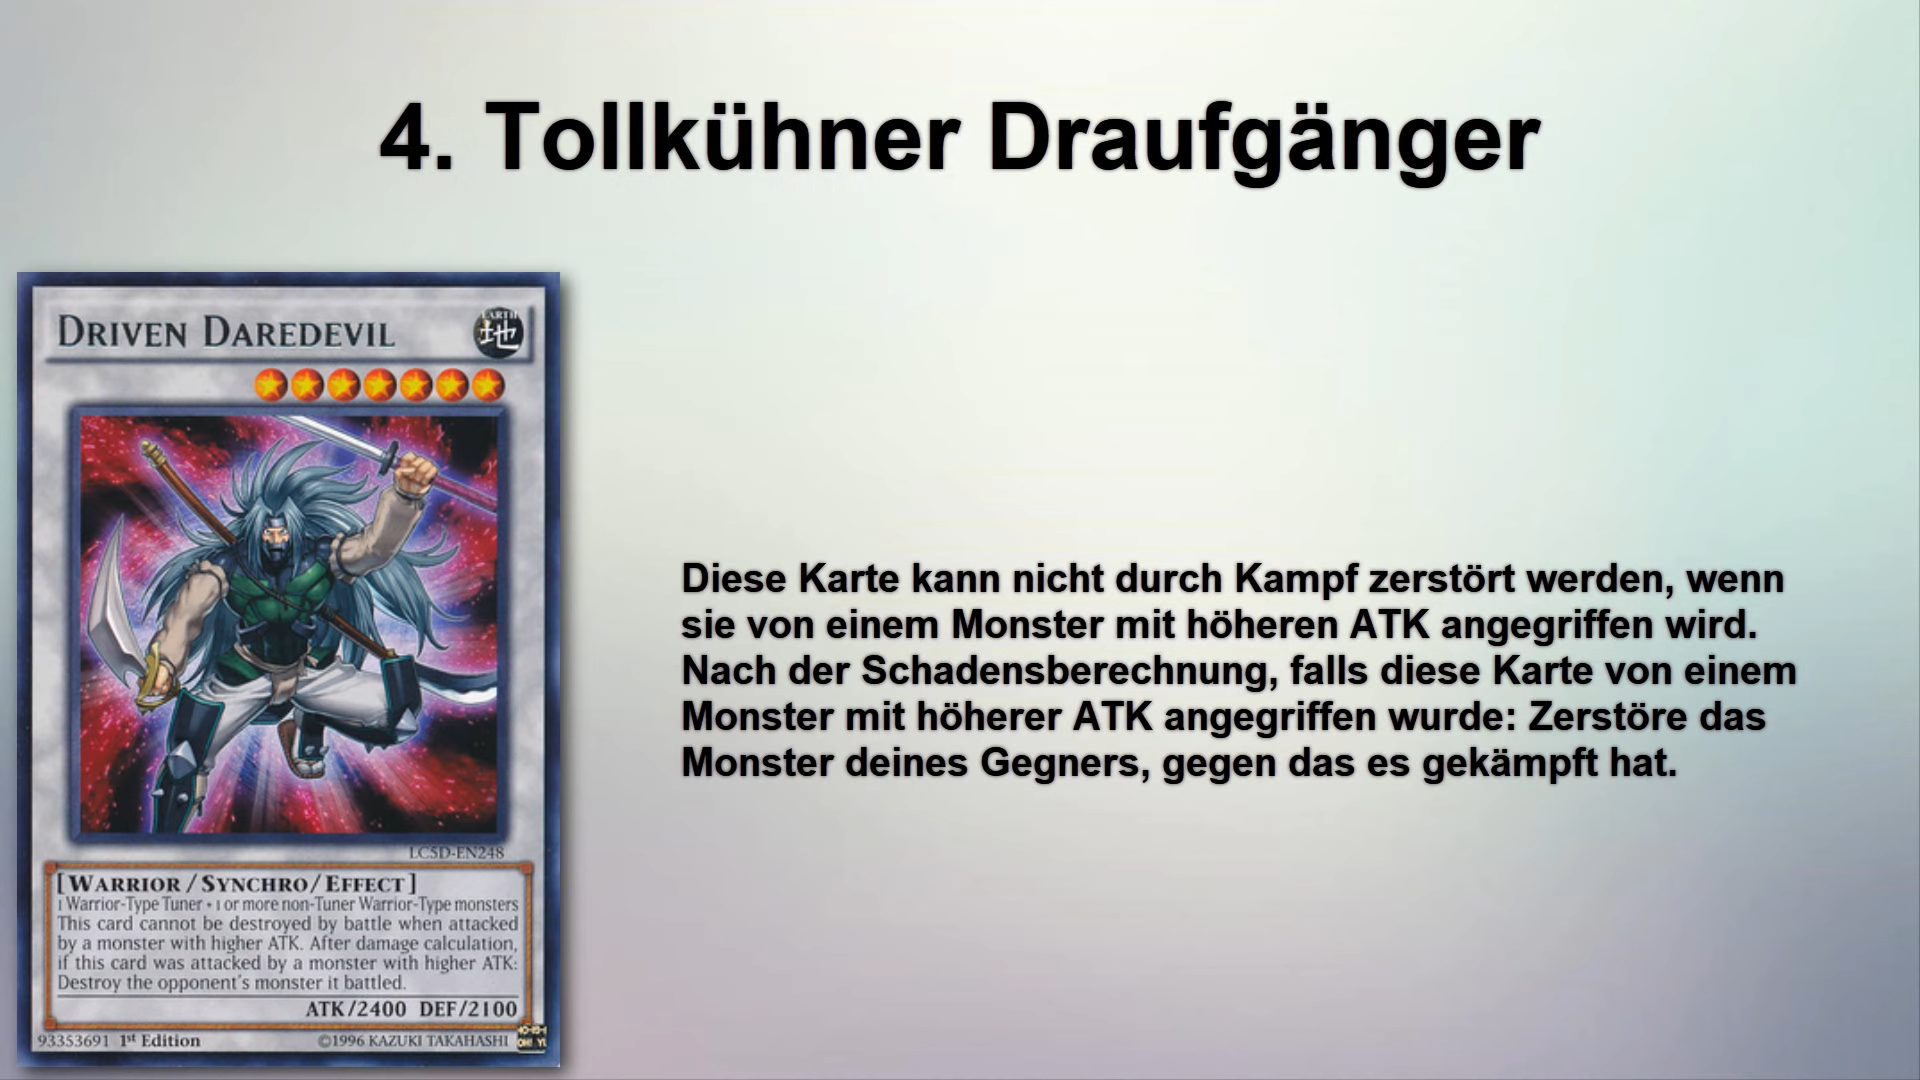 4. Tollkühner Draufgänger
DRIVEN DAREDEVIL
EARTH
地
LC5D-EN248
[WARRIOR/SYNCHRO/EFFECT]
1 Warrior-Type Tuner + 1 or more non-Tuner Warrior-Type monsters
This card cannot be destroyed by battle when attacked
by a monster with higher ATK. After damage calculation,
if this card was attacked by a monster with higher ATK:
Destroy the opponent's monster it battled.
ATK/2400 DEF/2100
93353691 1st Edition ©1996 KAZUKI TAKAHASHI
Diese Karte kann nicht durch Kampf zerstört werden, wenn
sie von einem Monster mit höheren ATK angegriffen wird.
Nach der Schadensberechnung, falls diese Karte von einem
Monster mit höherer ATK angegriffen wurde: Zerstöre das
Monster deines Gegners, gegen das es gekämpft hat.